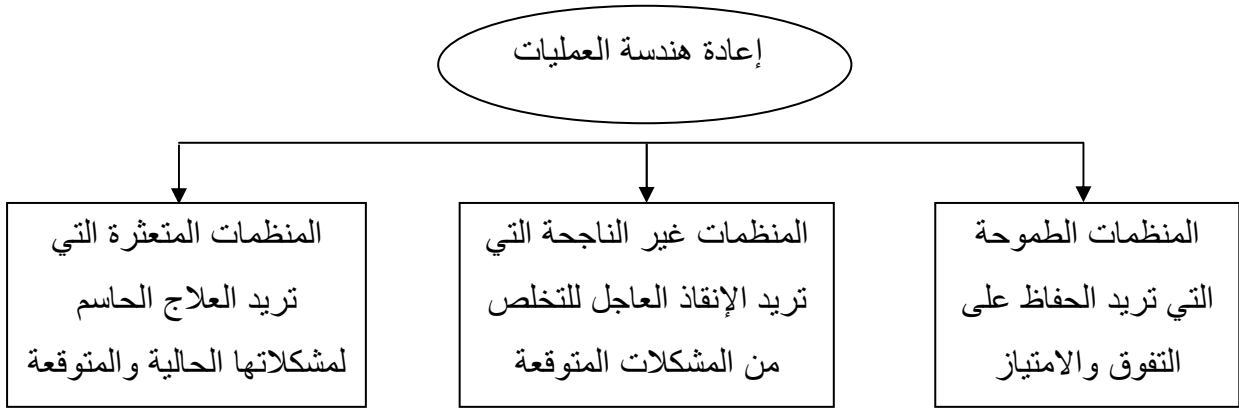 إعادة هندسة العمليات
المنظمات الطموحة
التي تريد الحفاظ على
التفوق والامتياز
المنظمات غير الناجحة التي
تريد الإنقاذ العاجل للتخلص
من المشكلات المتوقعة
المنظمات المتعثرة التي
تريد العلاج الحاسم
لمشكلاتها الحالية والمتوقعة